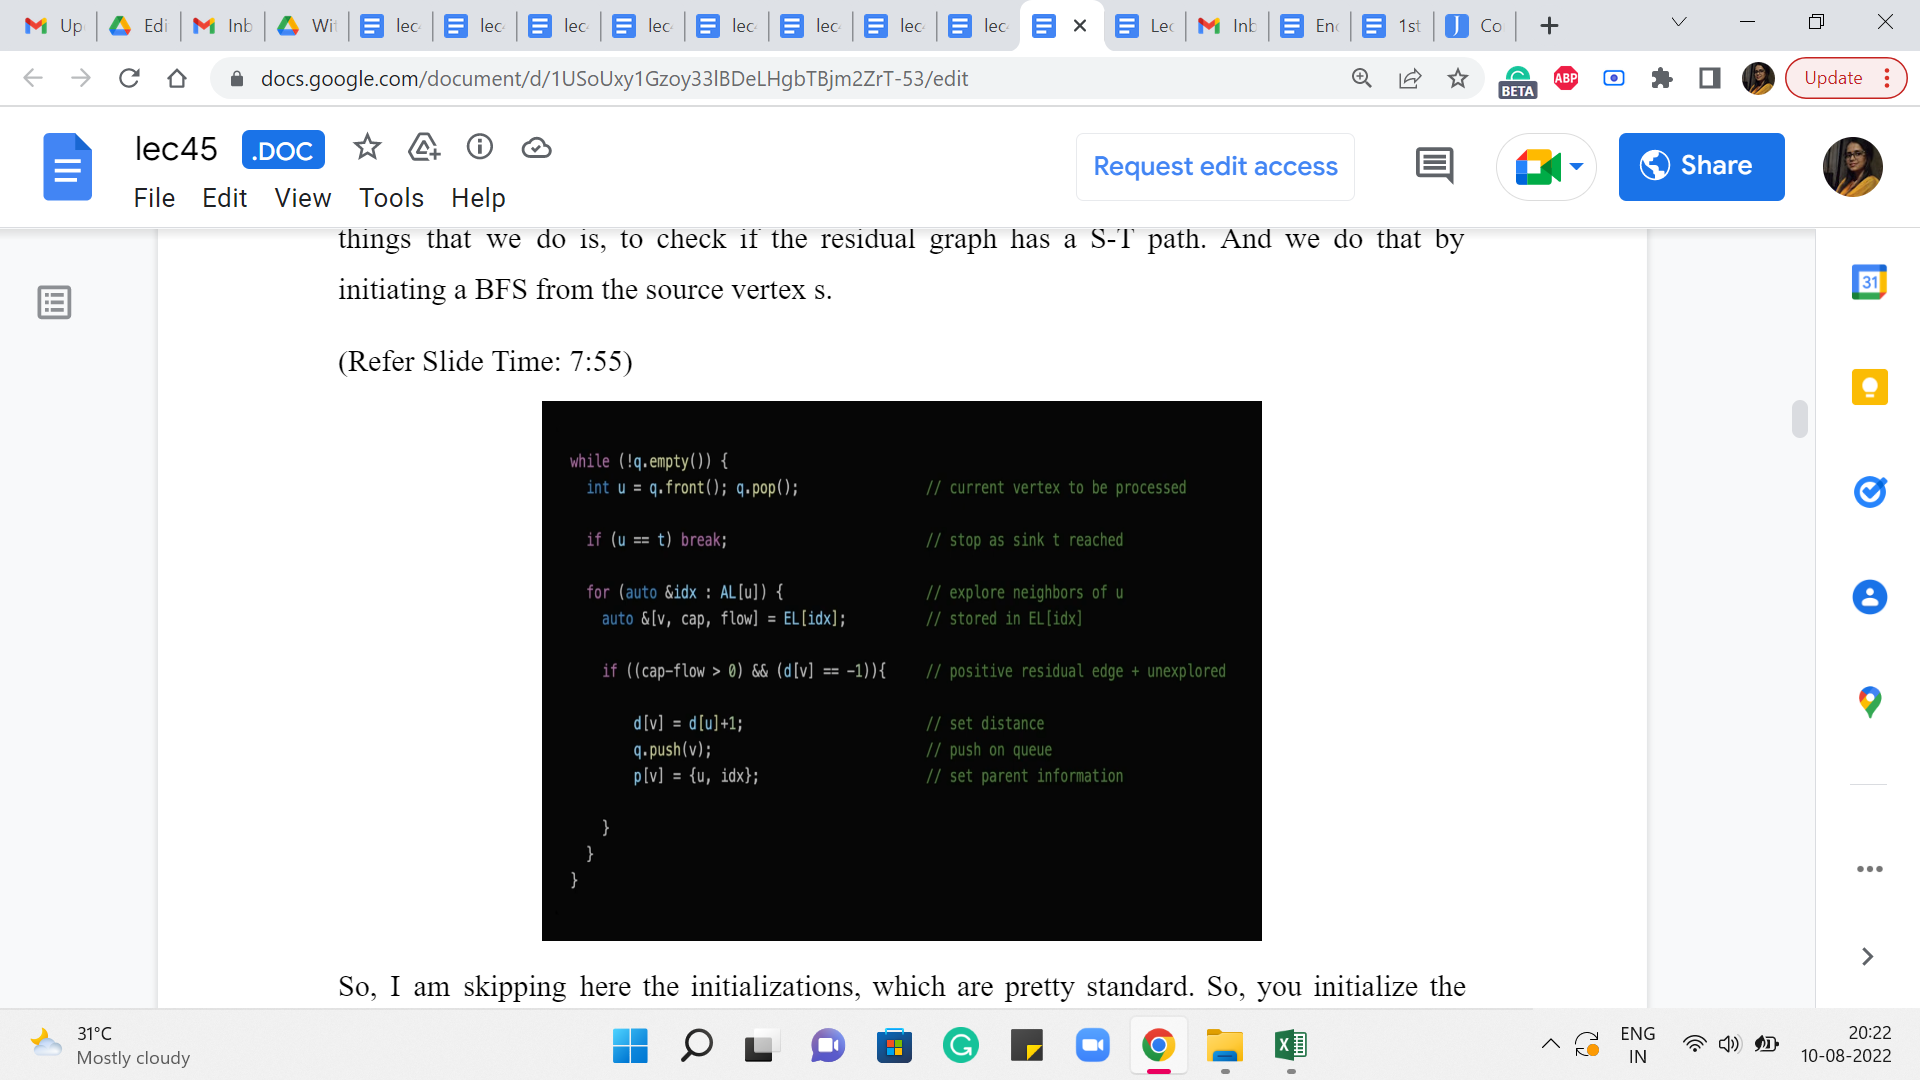 Up
Edi
Inb
Wi
lec
lec
lec
lec
lec
lec
lec
lec
Lec
Inb
En
1st
Co
docs.google.com/document/d/1USoUxy1Gzoy33lBDeLHgbTBjm2ZrT-53/edit
BETA
ABP
Update
lec45
.DOC
File Edit View Tools Help
Request edit access
Share
things that we do is, to check if the residual graph has a S-T path. And we do that by
initiating a BFS from the source vertex s.
(Refer Slide Time: 7:55)
while (!q.empty()) {
int u = q.front(); q.pop(); // current vertex to be processed
if (u == t) break; // stop as sink t reached
for (auto &idx : AL[u]) { // explore neighbors of u
auto &[v, cap, flow] = EL[idx]; // stored in EL[idx]
if ((cap-flow > 0) && (d[v] == -1)){ // positive residual edge + unexplored
d[v] = d[u]+1; // set distance
q.push(v); // push on queue
p[v] = {u, idx}; // set parent information
}
}
}
So, I am skipping here the initializations, which are pretty standard. So, you initialize the
31
31°C
Mostly cloudy
ENG
IN
20:22
10-08-2022